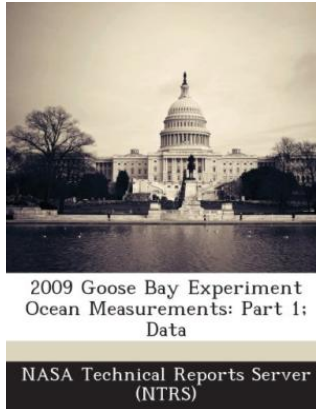 2009 Goose Bay Experiment
Ocean Measurements: Part 1;
Data
NASA Technical Reports Server
(NTRS)